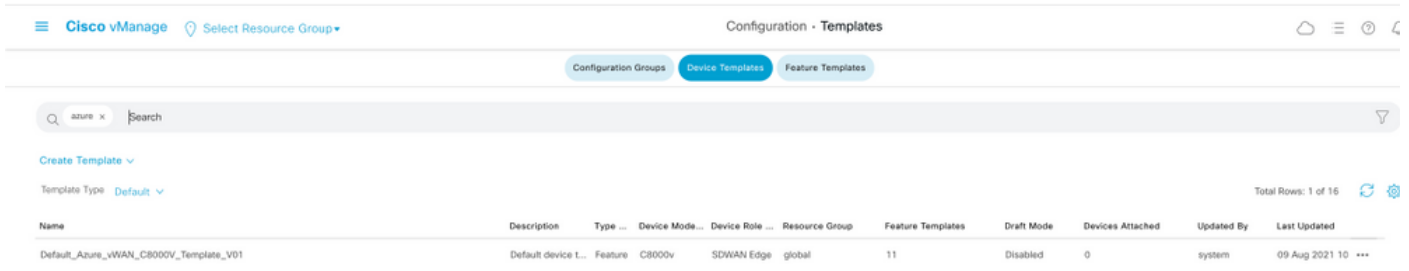 Cisco vManage Select Resource Group▾ Configuration · Templates
Configuration Groups Device Templates Feature Templates
azure × Search
Create Template
Template Type Default Total Rows: 1 of 16
Name Description Type ... Device Mode... Device Role ... Resource Group Feature Templates Draft Mode Devices Attached Updated By Last Updated
Default_Azure_vWAN_C8000V_Template_V01 Default device t... Feature C8000v SDWAN Edge global 11 Disabled 0 system 09 Aug 2021 10 •••